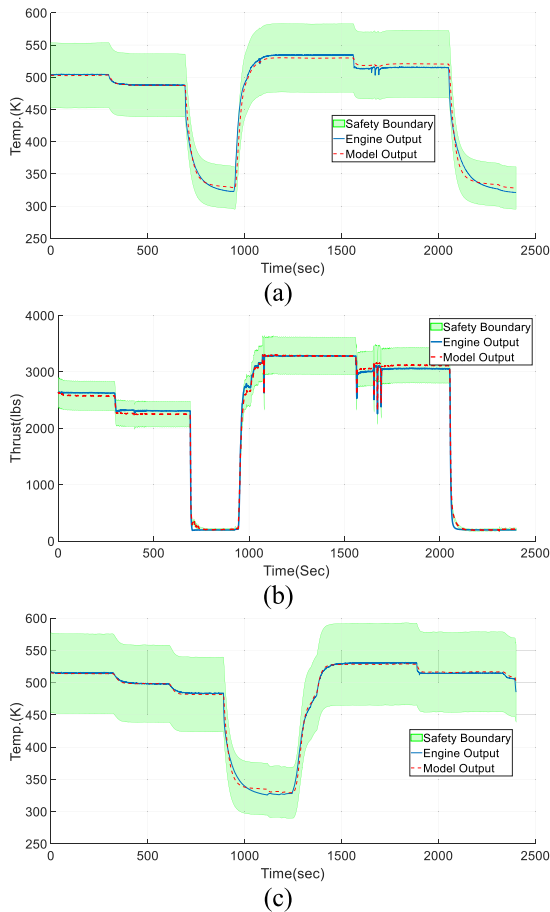 600
550
500
450
400
350
300
250
Temp.(K)
Safety Boundary
Engine Output
Model Output
0 500 1000 1500 2000 2500
Time(sec)
(a)
4000
3000
2000
1000
0
Thrust(lbs)
Safety Boundary
Engine Output
Model Output
0 500 1000 1500 2000 2500
Time(Sec)
(b)
600
550
500
450
400
350
300
250
Temp.(K)
Safety Boundary
Engine Output
Model Output
0 500 1000 1500 2000 2500
Time(sec)
(c)